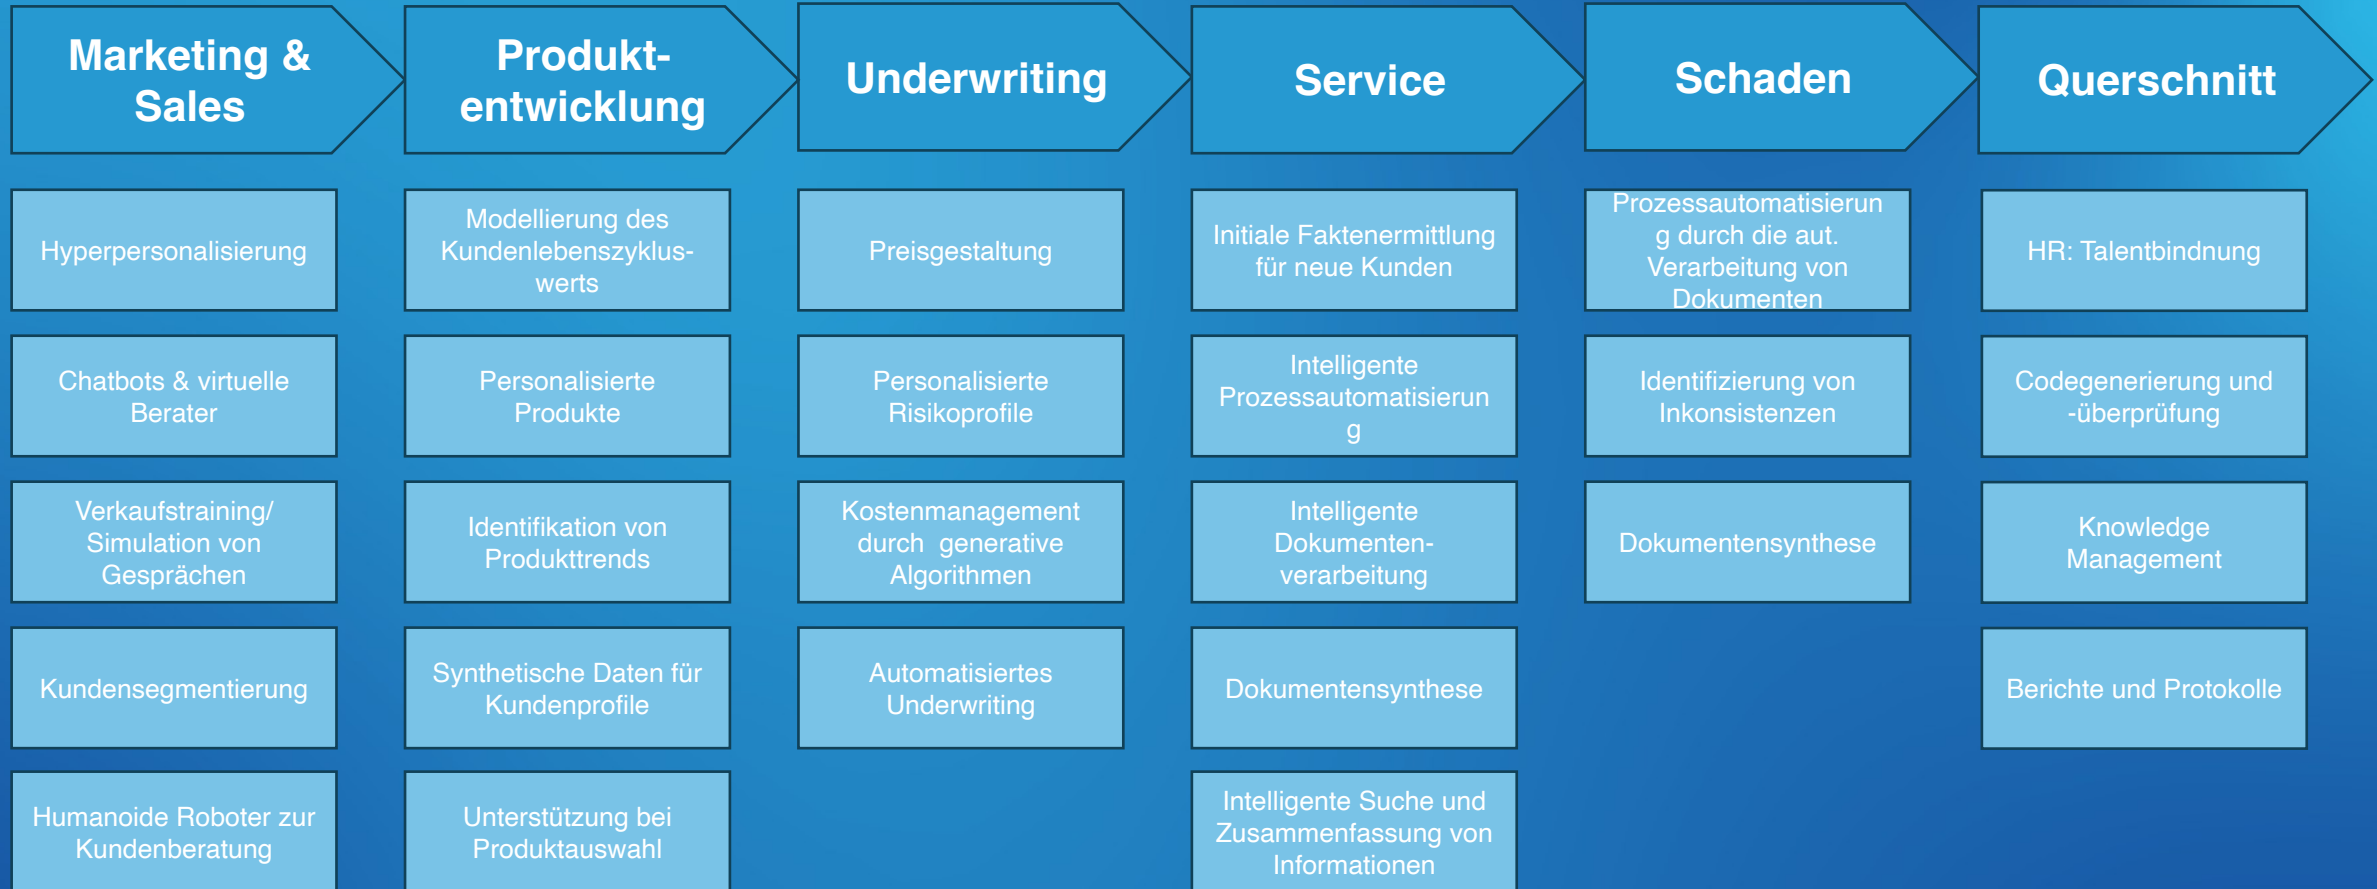 Marketing &
Sales
Produkt-
entwicklung
Underwriting
Service
Schaden
Querschnitt
Hyperpersonalisierung
Chatbots & virtuelle
Berater
Verkaufstraining/
Simulation von
Gesprächen
Kundensegmentierung
Humanoide Roboter zur
Kundenberatung
Modellierung des
Kundenlebenszyklus-
werts
Personalisierte
Produkte
Identifikation von
Produkttrends
Synthetische Daten für
Kundenprofile
Unterstützung bei
Produktauswahl
Preisgestaltung
Personalisierte
Risikoprofile
Kostenmanagement
durch  generative
Algorithmen
Automatisiertes
Underwriting
Initiale Faktenermittlung
für neue Kunden
Intelligente
Prozessautomatisierun
g
Intelligente
Dokumenten-
verarbeitung
Dokumentensynthese
Intelligente Suche und
Zusammenfassung von
Informationen
Prozessautomatisierun
g durch die aut.
Verarbeitung von
Dokumenten
Identifizierung von
Inkonsistenzen
Dokumentensynthese
HR: Talentbindnung
Codegenerierung und
-überprüfung
Knowledge
Management
Berichte und Protokolle